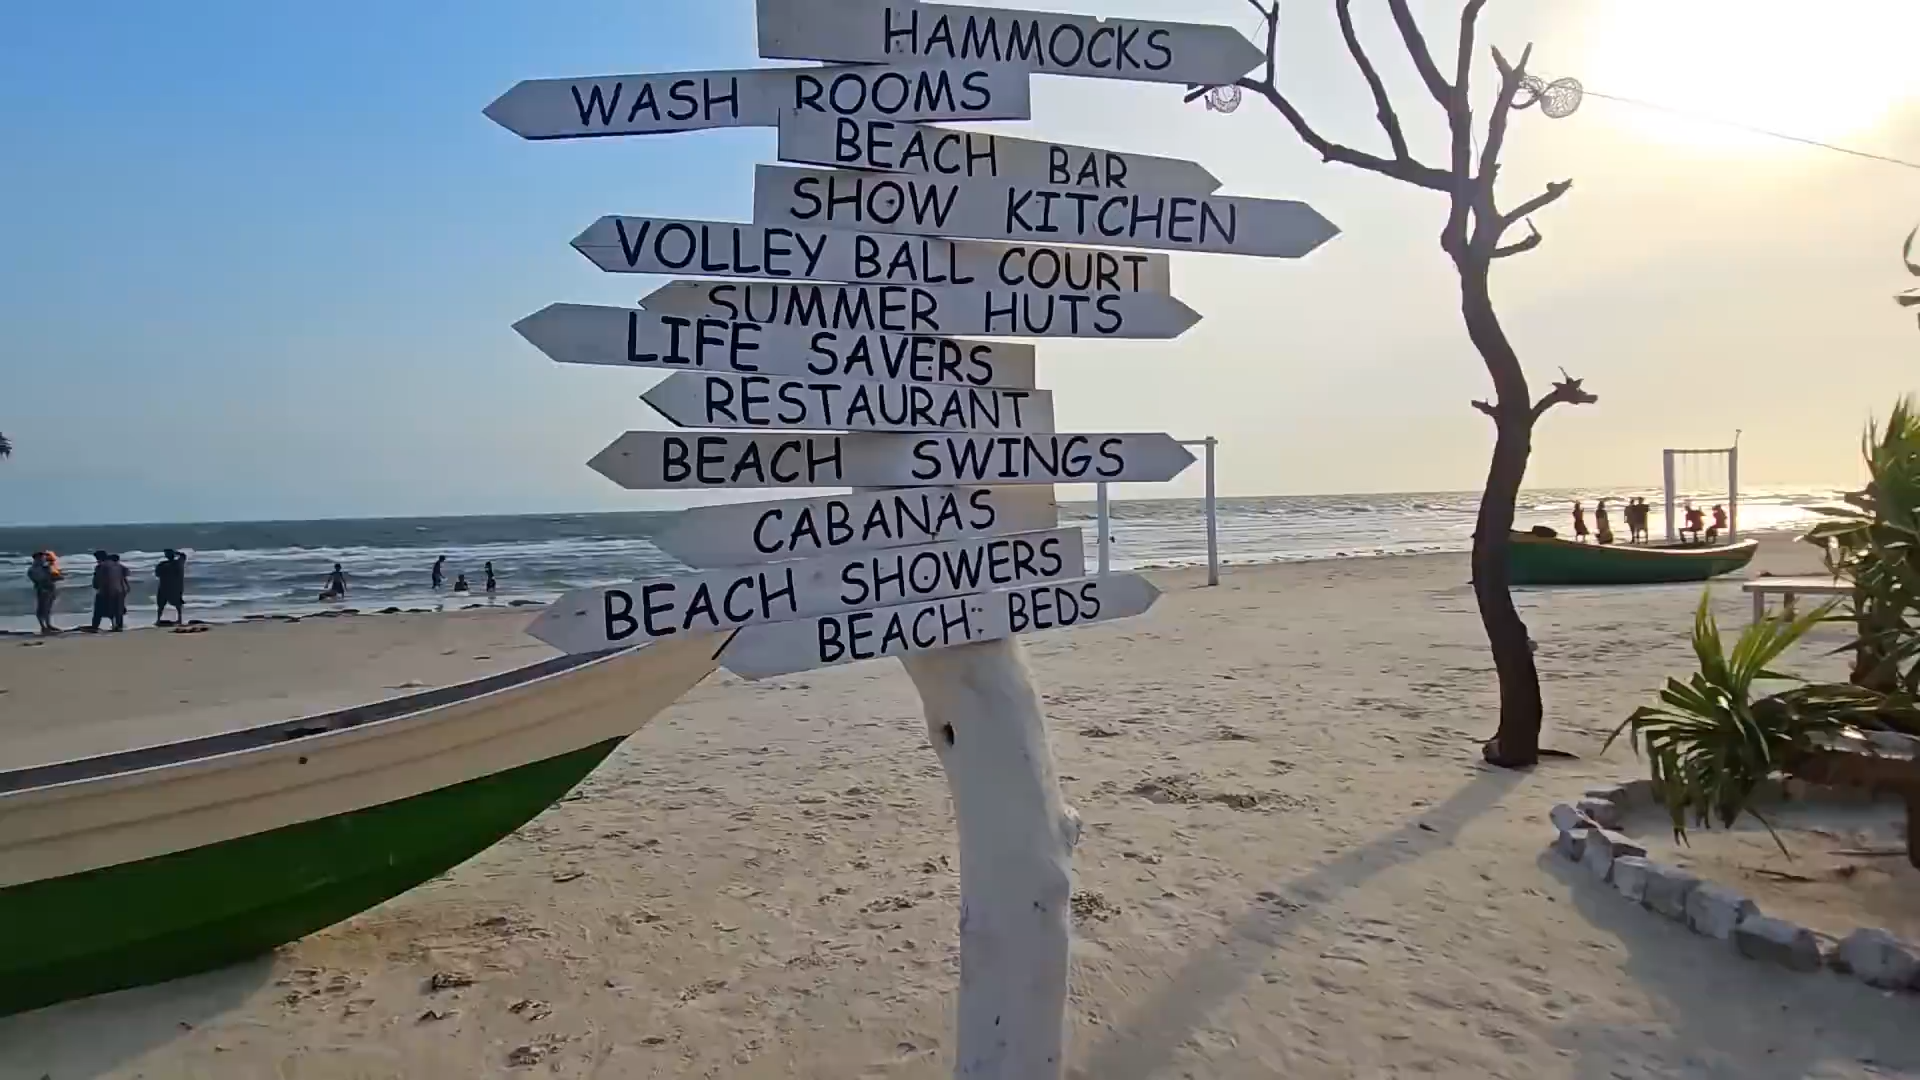 HAMMOCKS
WASH ROOMS
BEACH BAR
SHOW KITCHEN
VOLLEY BALL COURT
SUMMER HUTS
LIFE SAVERS
RESTAURANT
BEACH SWINGS
CABANAS
BEACH SHOWERS
BEACH BEDS